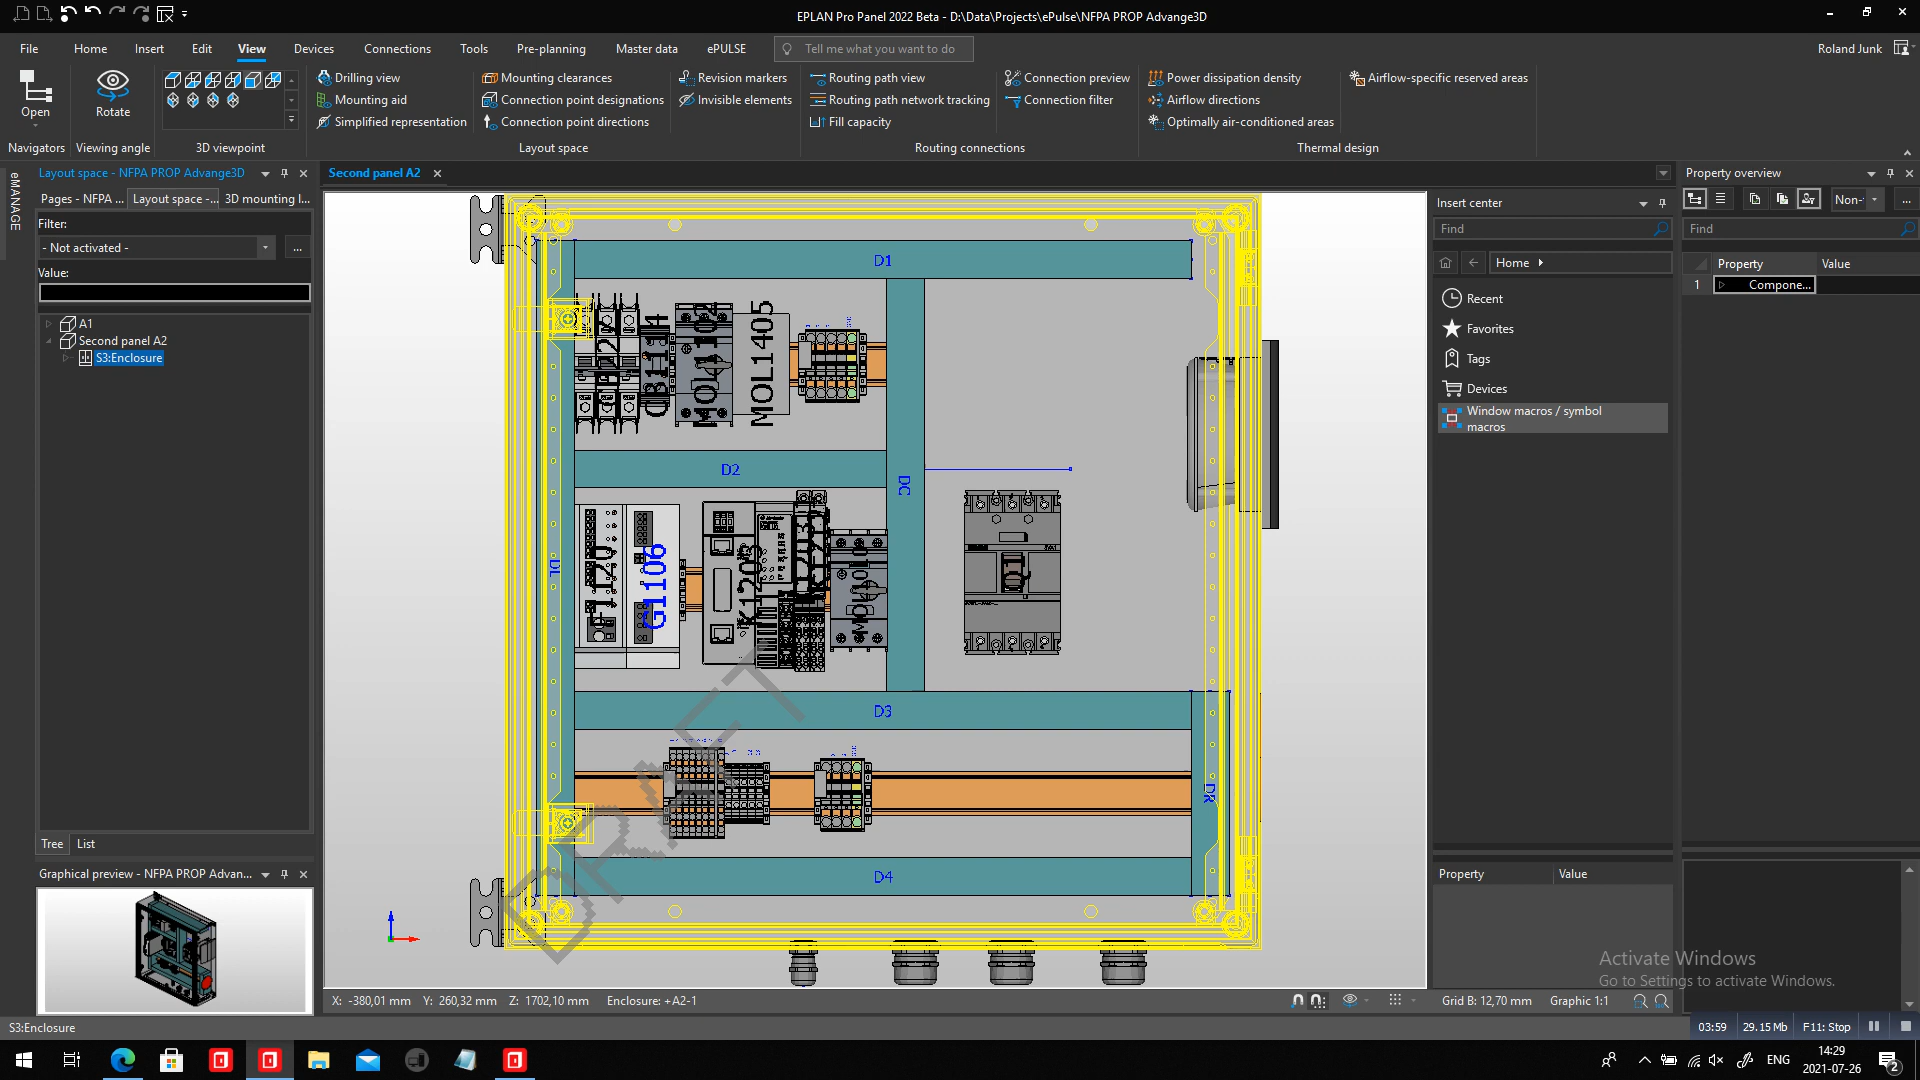 EPLAN Pro Panel 2022 Beta - D:\Data\Projects\ePulse\NFPA PROP Advange3D
File Home Insert Edit View Devices Connections Tools Pre-planning Master data ePULSE Tell me what you want to do Roland Junk
Open
Rotate
Drilling view
Mounting aid
Simplified representation
Mounting clearances
Connection point designations
Connection point directions
Revision markers
Invisible elements
Routing path view
Routing path network tracking
Fill capacity
Connection preview
Connection filter
Power dissipation density
Airflow directions
Optimally air-conditioned areas
Airflow-specific reserved areas
Navigators Viewing angle 3D viewpoint Layout space Routing connections Thermal design
eMANAGE
Layout space - NFPA PROP Advange3D
Pages - NFPA ... Layout space -... 3D mounting l...
Filter:
- Not activated -
...
Value:
A1
Second panel A2
S3:Enclosure
Tree List
Graphical preview - NFPA PROP Advan...
Second panel A2
D1
MOL1405
D2
DC
DL
G1106
D3
DR
D4
DRAFT
X: -380,01 mm Y: 260,32 mm Z: 1702,10 mm Enclosure: +A2-1
Grid B: 12,70 mm Graphic 1:1
Insert center
Find
Home
Recent
Favorites
Tags
Devices
Window macros / symbol
macros
Property Value
Property overview
Non-
...
Find
Property Value
1 Compone...
Activate Windows
Go to Settings to activate Windows.
S3:Enclosure
03:59 29.15 Mb F11: Stop
ENG
14:29
2021-07-26
2